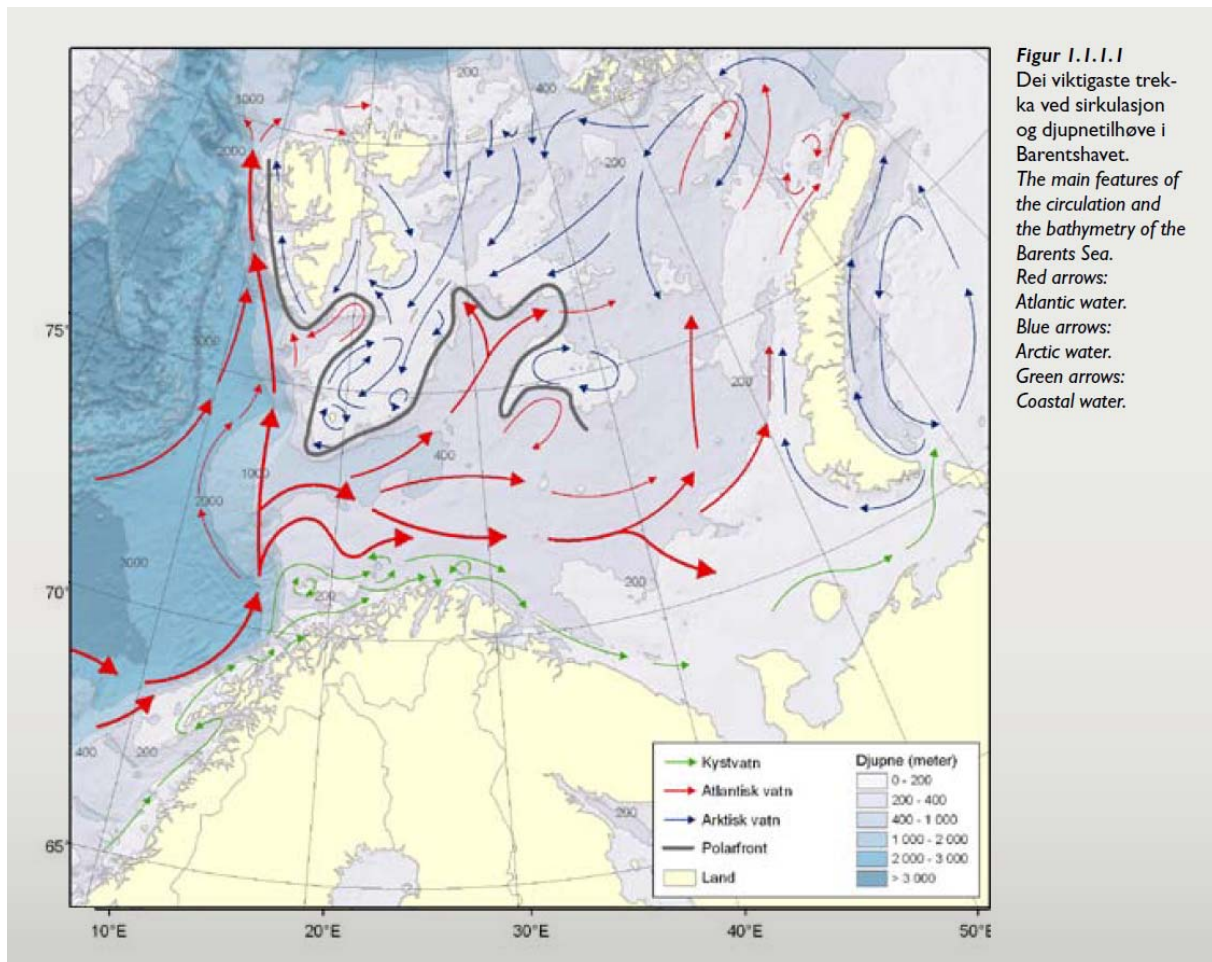 Figur 1.1.1.1
Dei viktigaste trek-
ka ved sirkulasjon
og djupnetilhøve i
Barentshavet.
The main features of
the circulation and
the bathymetry of the
Barents Sea.
Red arrows:
Atlantic water.
Blue arrows:
Arctic water.
Green arrows:
Coastal water.
200
400
1000
2000
200
75°
3000
200
400
1000
2000
3000
70°
200
200
400
200
200
65°
Kystvatn
Atlantisk vatn
Arktisk vatn
Polarfront
Land
Djupne (meter)
0 - 200
200 - 400
400 - 1 000
1 000 - 2 000
2 000 - 3 000
> 3 000
10°E
20°E
30°E
40°E
50°E